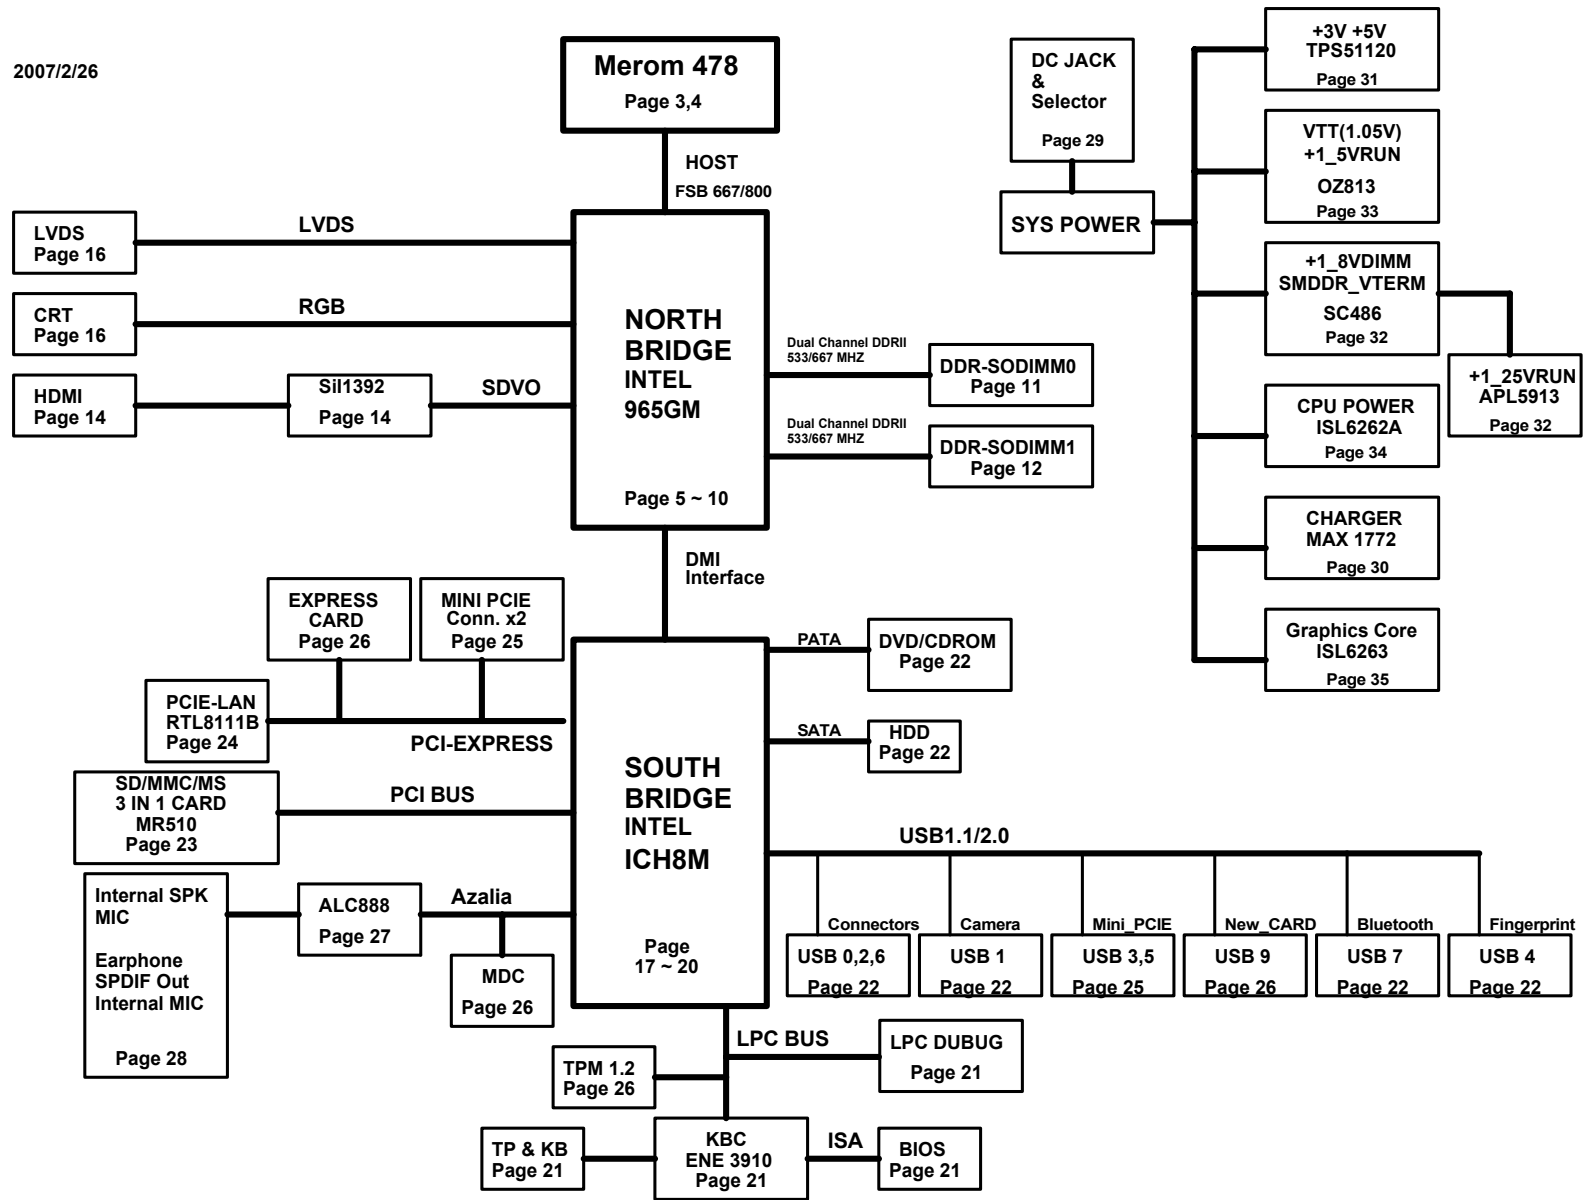 2007/2/26
Merom 478
Page 3,4
HOST
FSB 667/800
LVDS
Page 16
LVDS
CRT
Page 16
RGB
HDMI
Page 14
SiI1392
Page 14
SDVO
NORTH
BRIDGE
INTEL
965GM
Page 5 ~ 10
Dual Channel DDRII
533/667 MHZ
DDR-SODIMM0
Page 11
Dual Channel DDRII
533/667 MHZ
DDR-SODIMM1
Page 12
DC JACK
&
Selector
Page 29
SYS POWER
+3V +5V
TPS51120
Page 31
VTT(1.05V)
+1_5VRUN
OZ813
Page 33
+1_8VDIMM
SMDDR_VTERM
SC486
Page 32
+1_25VRUN
APL5913
Page 32
CPU POWER
ISL6262A
Page 34
CHARGER
MAX 1772
Page 30
Graphics Core
ISL6263
Page 35
DMI
Interface
EXPRESS
CARD
Page 26
MINI PCIE
Conn. x2
Page 25
PCIE-LAN
RTL8111B
Page 24
PCI-EXPRESS
SD/MMC/MS
3 IN 1 CARD
MR510
Page 23
PCI BUS
Internal SPK
MIC
Earphone
SPDIF Out
Internal MIC
Page 28
ALC888
Page 27
Azalia
MDC
Page 26
SOUTH
BRIDGE
INTEL
ICH8M
Page
17 ~ 20
PATA
DVD/CDROM
Page 22
SATA
HDD
Page 22
USB1.1/2.0
Connectors
USB 0,2,6
Page 22
Camera
USB 1
Page 22
Mini_PCIE
USB 3,5
Page 25
New_CARD
USB 9
Page 26
Bluetooth
USB 7
Page 22
Fingerprint
USB 4
Page 22
LPC BUS
LPC DUBUG
Page 21
TPM 1.2
Page 26
TP & KB
Page 21
KBC
ENE 3910
Page 21
ISA
BIOS
Page 21